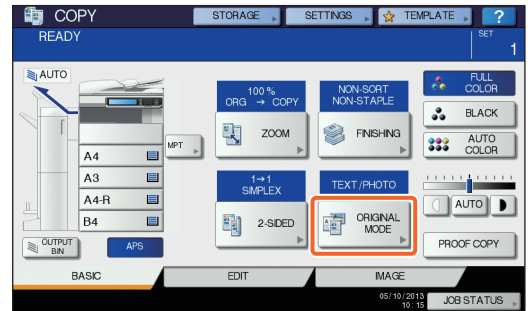 COPY
STORAGE
SETTINGS
TEMPLATE
?
READY
SET
1
AUTO
100 %
ORG → COPY
ZOOM
NON-SORT
NON-STAPLE
FINISHING
FULL
COLOR
BLACK
AUTO
COLOR
MPT
A4
A3
A4-R
B4
1→1
SIMPLEX
2-SIDED
TEXT/PHOTO
ORIGINAL
MODE
AUTO
OUTPUT
BIN
APS
PROOF COPY
BASIC
EDIT
IMAGE
05/10/2013
10:15
JOB STATUS